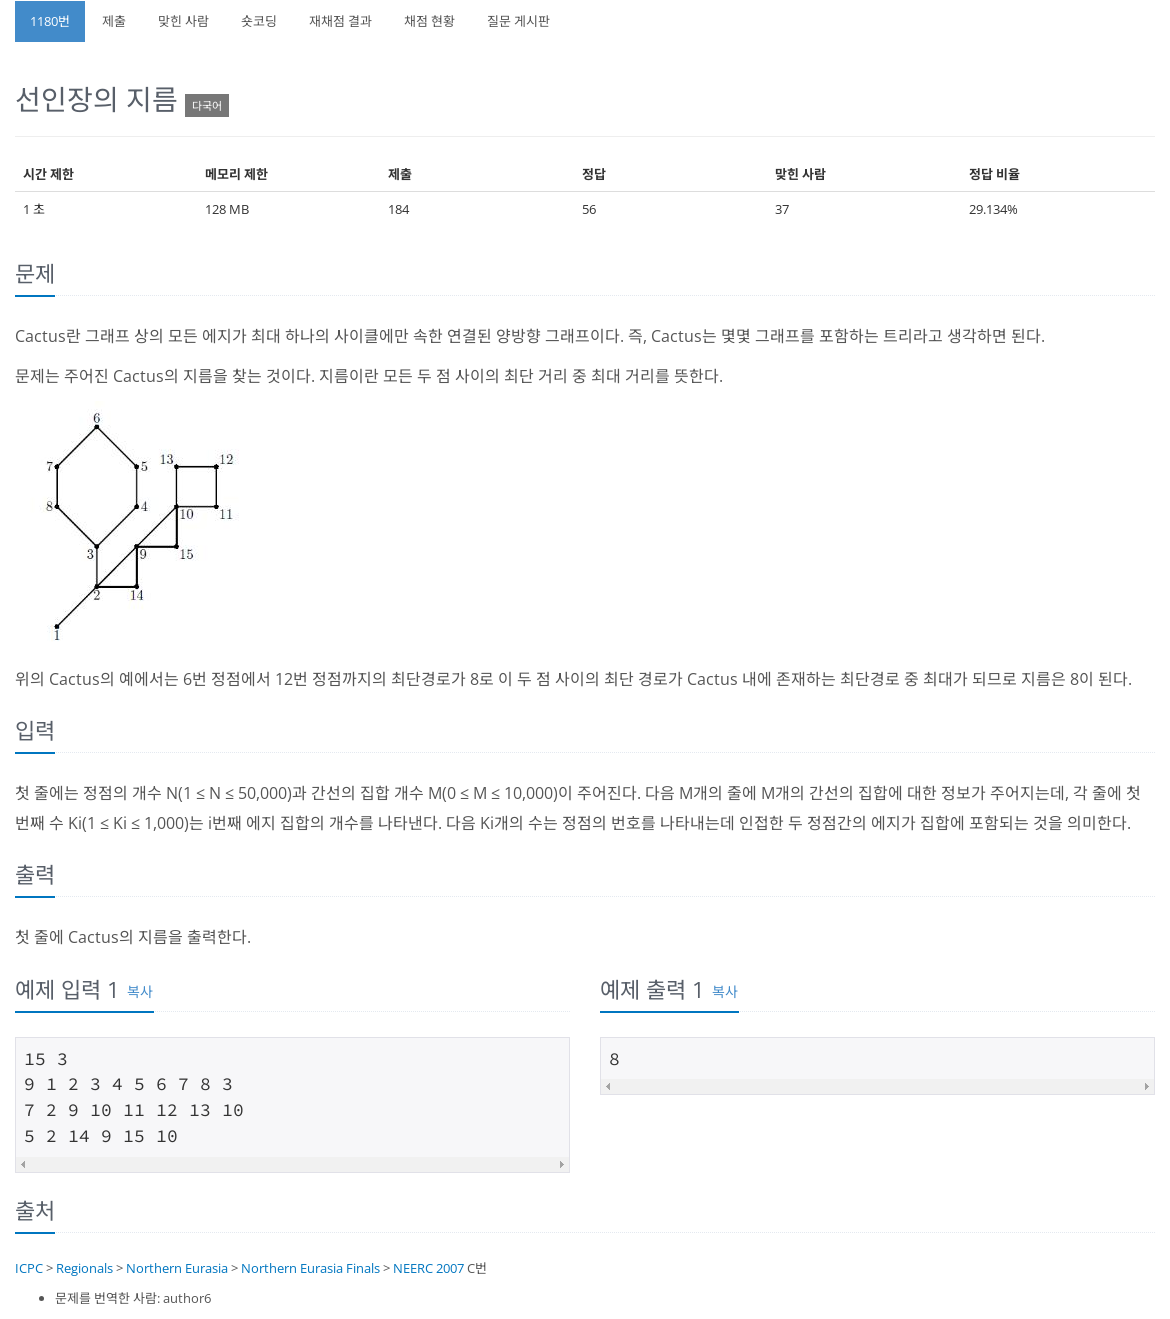 1180번 제출 맞힌 사람 숏코딩 재채점 결과 채점 현황 질문 게시판
선인장의 지름 다국어
시간 제한 메모리 제한 제출 정답 맞힌 사람 정답 비율
1 초 128 MB 184 56 37 29.134%
문제
Cactus란 그래프 상의 모든 에지가 최대 하나의 사이클에만 속한 연결된 양방향 그래프이다. 즉, Cactus는 몇몇 그래프를 포함하는 트리라고 생각하면 된다.
문제는 주어진 Cactus의 지름을 찾는 것이다. 지름이란 모든 두 점 사이의 최단 거리 중 최대 거리를 뜻한다.
6
13 12
7 5
8 4
10 11
3 9 15
2 14
1
위의 Cactus의 예에서는 6번 정점에서 12번 정점까지의 최단경로가 8로 이 두 점 사이의 최단 경로가 Cactus 내에 존재하는 최단경로 중 최대가 되므로 지름은 8이 된다.
입력
첫 줄에는 정점의 개수 N(1 ≤ N ≤ 50,000)과 간선의 집합 개수 M(0 ≤ M ≤ 10,000)이 주어진다. 다음 M개의 줄에 M개의 간선의 집합에 대한 정보가 주어지는데, 각 줄에 첫
번째 수 Ki(1 ≤ Ki ≤ 1,000)는 i번째 에지 집합의 개수를 나타낸다. 다음 Ki개의 수는 정점의 번호를 나타내는데 인접한 두 정점간의 에지가 집합에 포함되는 것을 의미한다.
출력
첫 줄에 Cactus의 지름을 출력한다.
예제 입력 1 복사
15 3
9 1 2 3 4 5 6 7 8 3
7 2 9 10 11 12 13 10
5 2 14 9 15 10
예제 출력 1 복사
8
출처
ICPC > Regionals > Northern Eurasia > Northern Eurasia Finals > NEERC 2007 C번
• 문제를 번역한 사람: author6